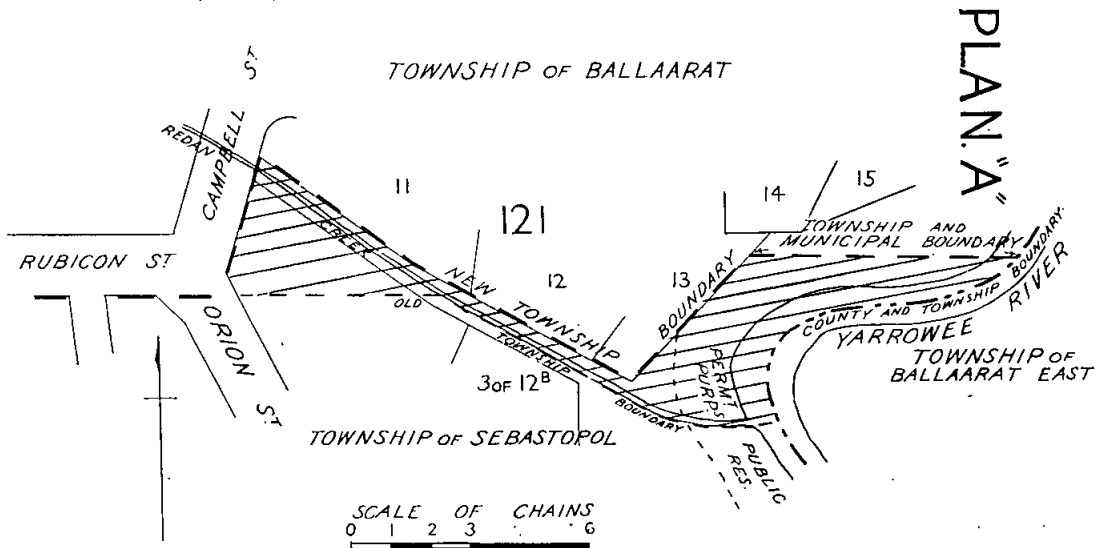 PLAN. "A"
TOWNSHIP OF BALLAARAT
CAMPBELL ST.
REDAN CREEK
RUBICON ST.
ORION ST.
11
121
12
13
14
15
NEW TOWNSHIP BOUNDARY
OLD TOWNSHIP BOUNDARY
3 OF 12B
TOWNSHIP AND
MUNICIPAL BOUNDARY
COUNTY AND TOWNSHIP BOUNDARY.
YARROWEE RIVER
TOWNSHIP OF
BALLAARAT EAST
PERMT
PURPS.
PUBLIC
RES.
TOWNSHIP OF SEBASTOPOL
SCALE OF CHAINS
0 1 2 3 6